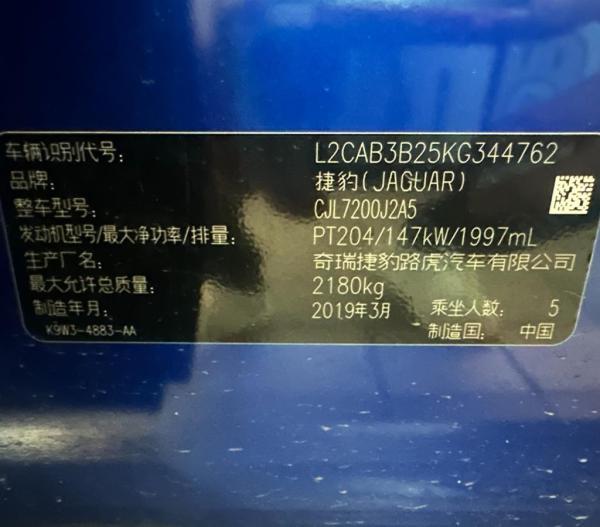 车辆识别代号: L2CAB3B25KG344762
品牌: 捷豹(JAGUAR)
整车型号: CJL7200J2A5
发动机型号/最大净功率/排量: PT204/147kW/1997mL
生产厂名: 奇瑞捷豹路虎汽车有限公司
最大允许总质量: 2180kg
制造年月: 2019年3月 乘坐人数: 5
K9W3-4883-AA 制造国: 中国